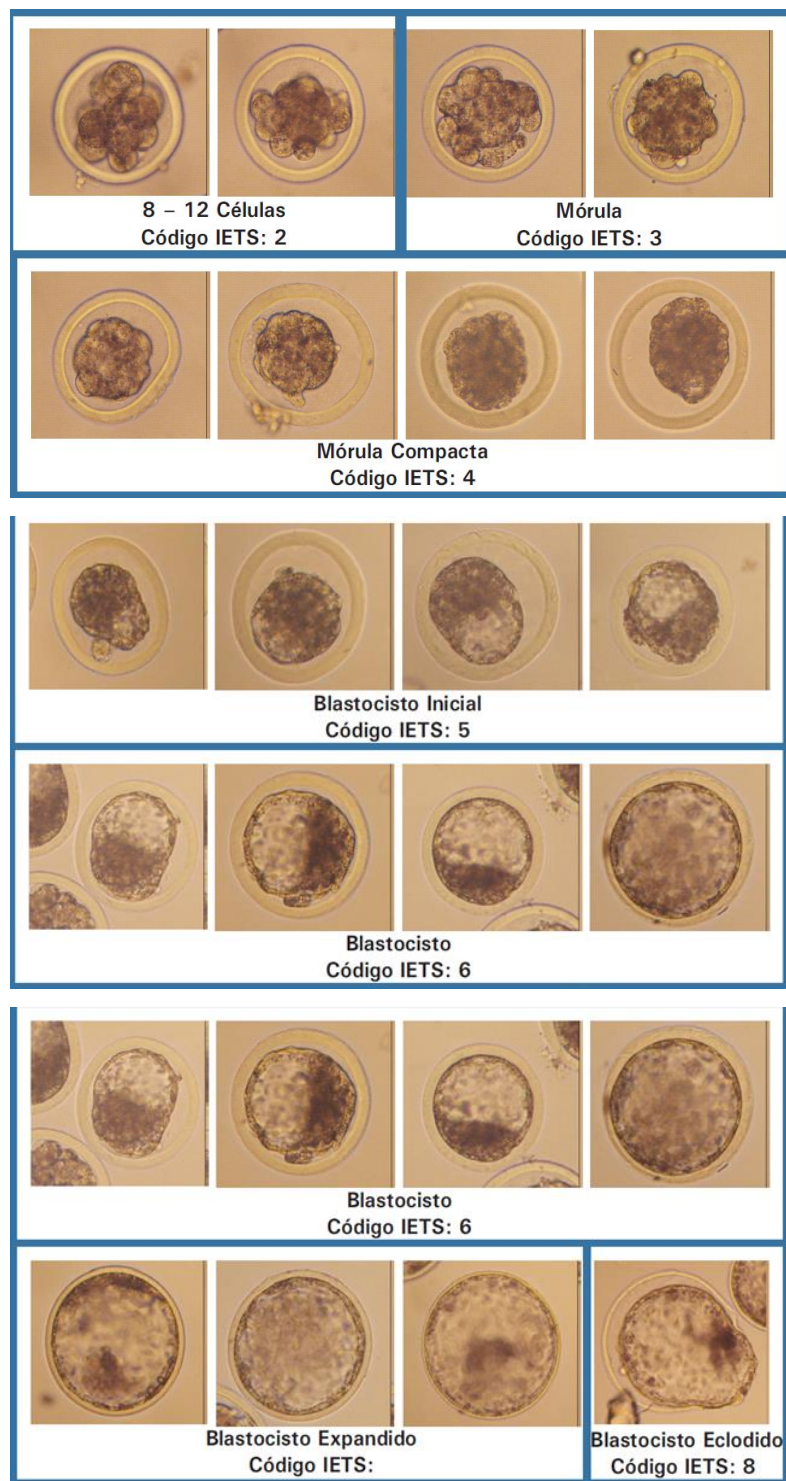 8 – 12 Células
Código IETS: 2
Mórula
Código IETS: 3
Mórula Compacta
Código IETS: 4
Blastocisto Inicial
Código IETS: 5
Blastocisto
Código IETS: 6
Blastocisto
Código IETS: 6
Blastocisto Expandido
Código IETS:
Blastocisto Eclodido
Código IETS: 8